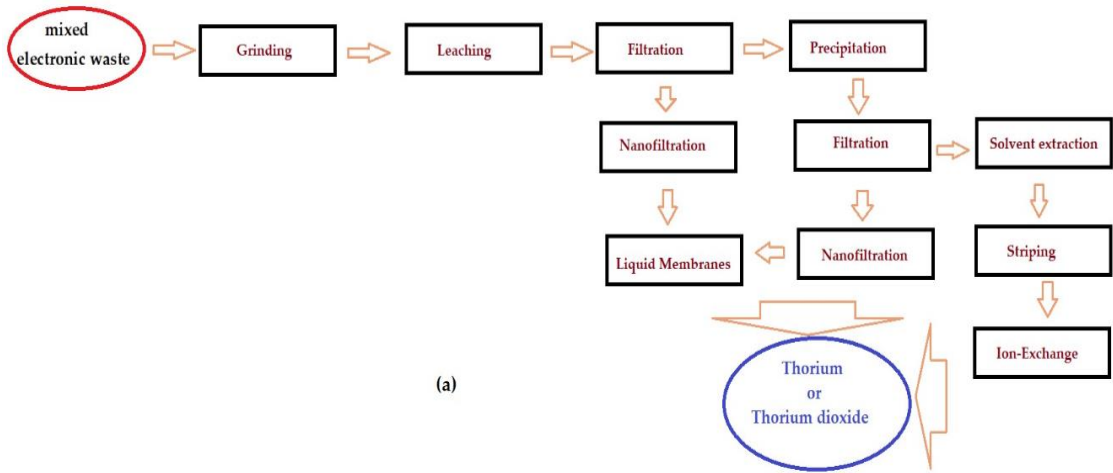 mixed
electronic waste
Grinding
Leaching
Filtration
Precipitation
Nanofiltration
Filtration
Solvent extraction
Liquid Membranes
Nanofiltration
Striping
Ion-Exchange
(a)
Thorium
or
Thorium dioxide